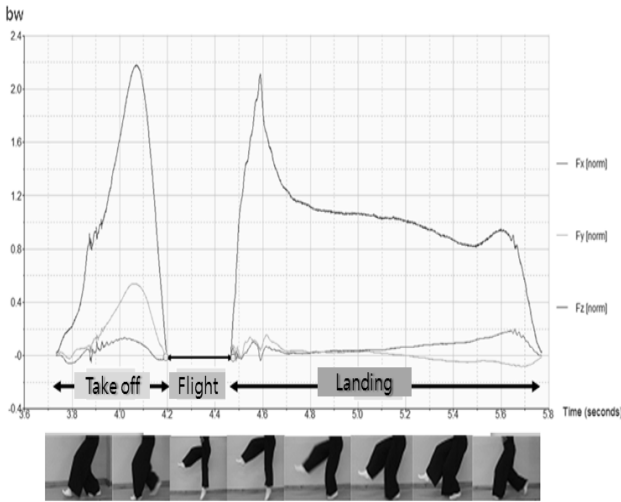 bw
2.4
2.0
1.6
1.2
0.8
0.4
-0
-0.4
Fx [norm]
Fy [norm]
Fz [norm]
Take off
Flight
Landing
3.6 3.8 4.0 4.2 4.4 4.6 4.8 5.0 5.2 5.4 5.6 5.8 Time (seconds)